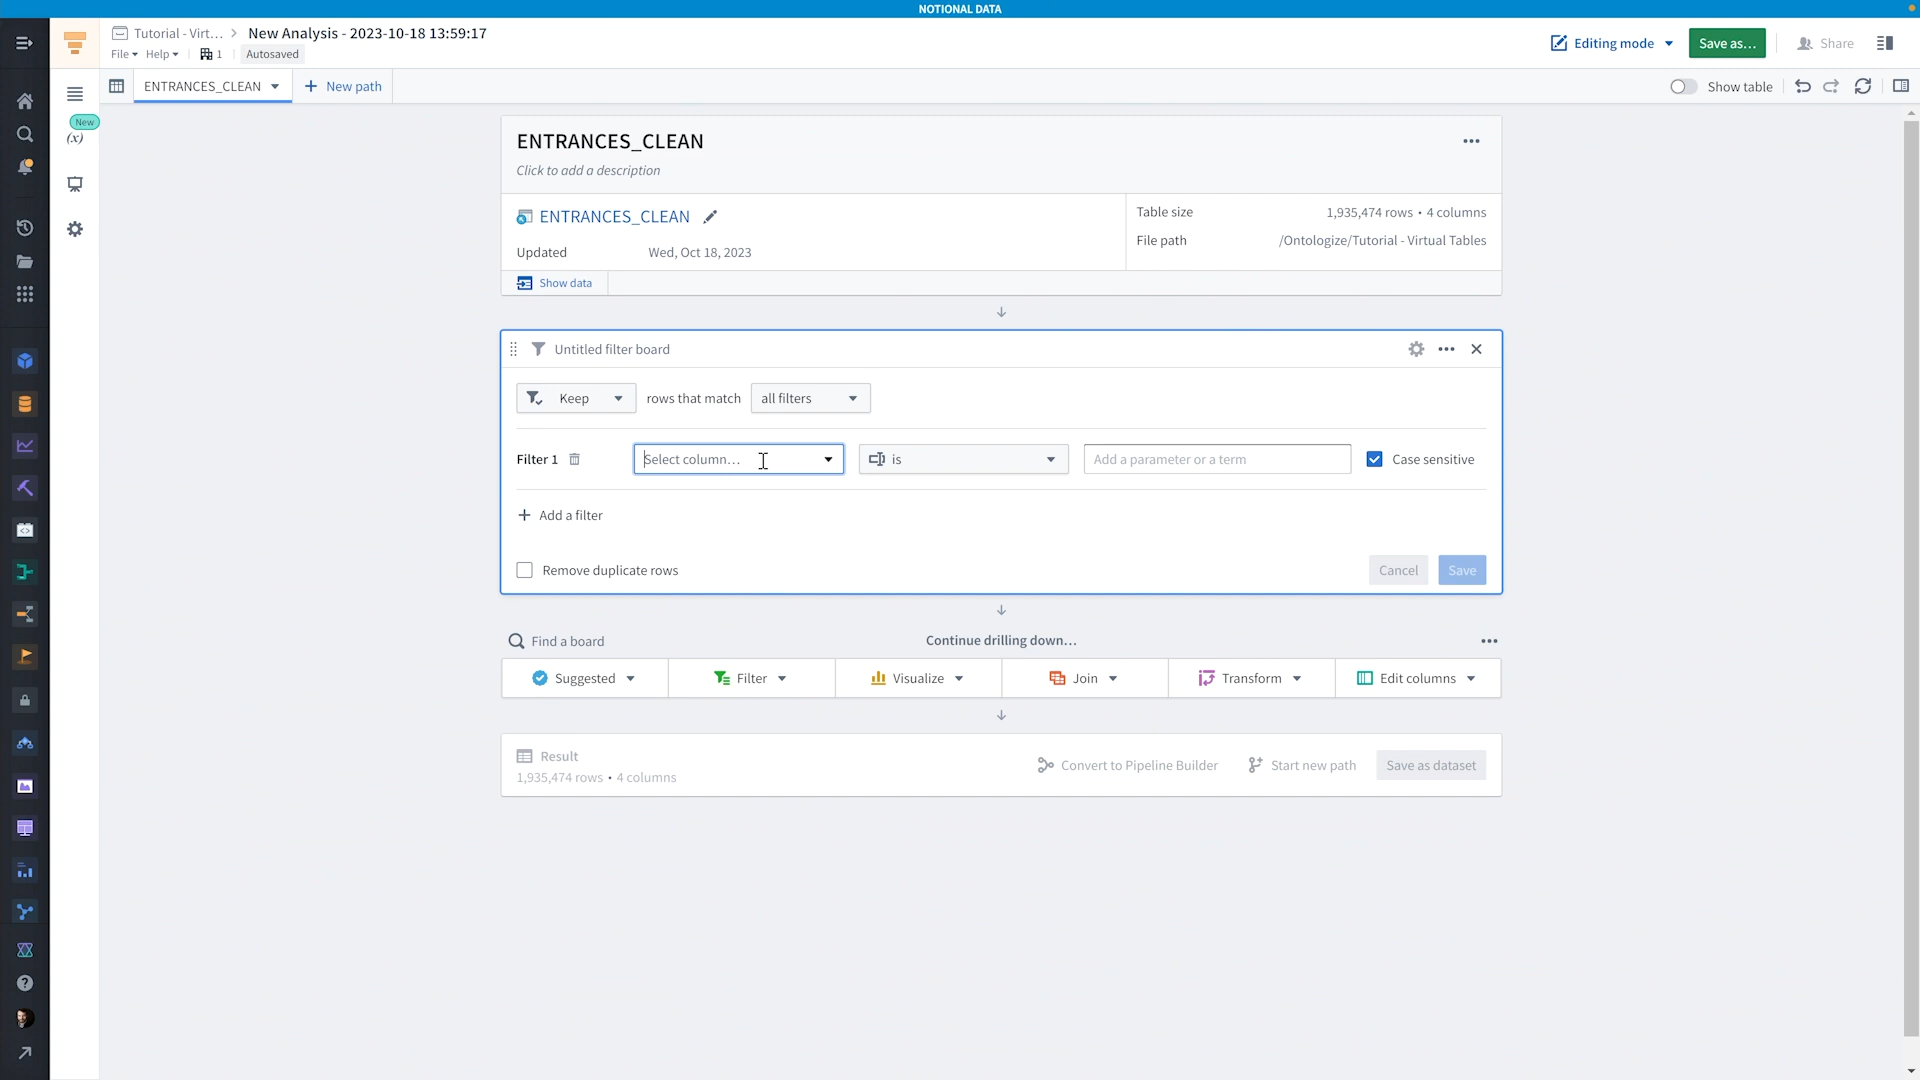 NOTIONAL DATA
Tutorial - Virt... > New Analysis - 2023-10-18 13:59:17
File Help 1 Autosaved
Editing mode
Save as...
Share
ENTRANCES_CLEAN
+ New path
Show table
New
(x)
ENTRANCES_CLEAN
Click to add a description
ENTRANCES_CLEAN
Updated Wed, Oct 18, 2023
Table size 1,935,474 rows • 4 columns
File path /Ontologize/Tutorial - Virtual Tables
Show data
Untitled filter board
Keep rows that match all filters
Filter 1 Select column... is Add a parameter or a term Case sensitive
+ Add a filter
Remove duplicate rows
Cancel Save
Find a board
Continue drilling down...
Suggested Filter Visualize Join Transform Edit columns
Result
1,935,474 rows • 4 columns
Convert to Pipeline Builder Start new path Save as dataset